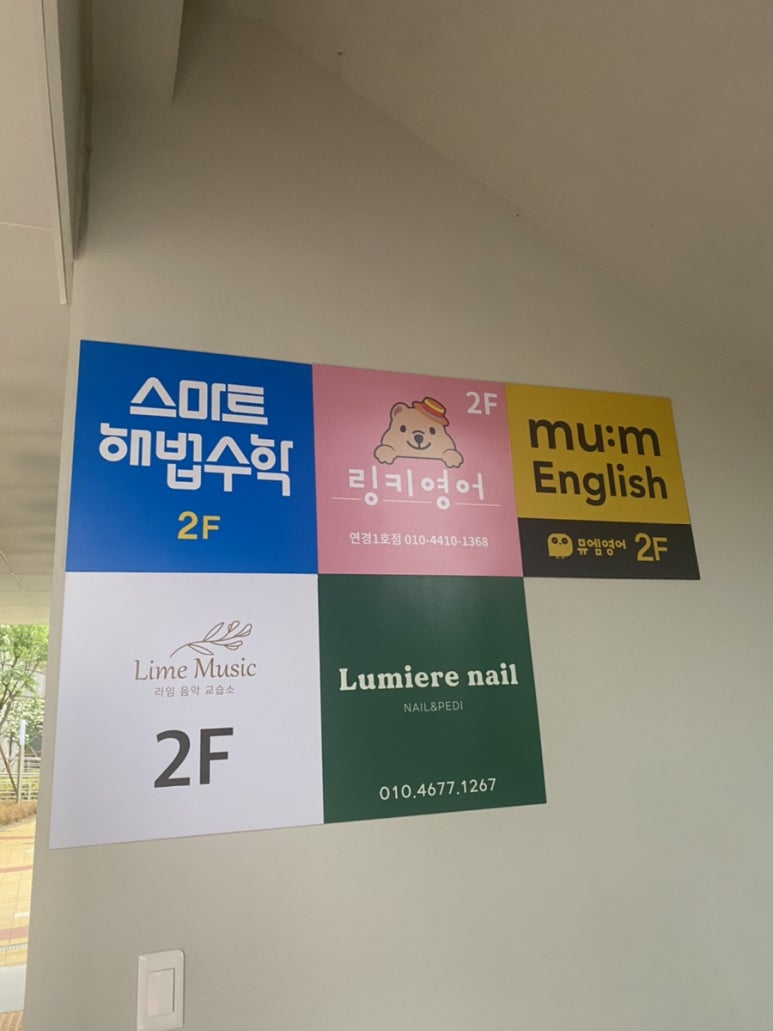 스마트
해법수학
2F
2F
링키영어
연경1호점 010-4410-1368
mu:m
English
뮤엠영어 2F
Lime Music
라임 음악 교습소
2F
Lumiere nail
NAIL&PEDI
010.4677.1267